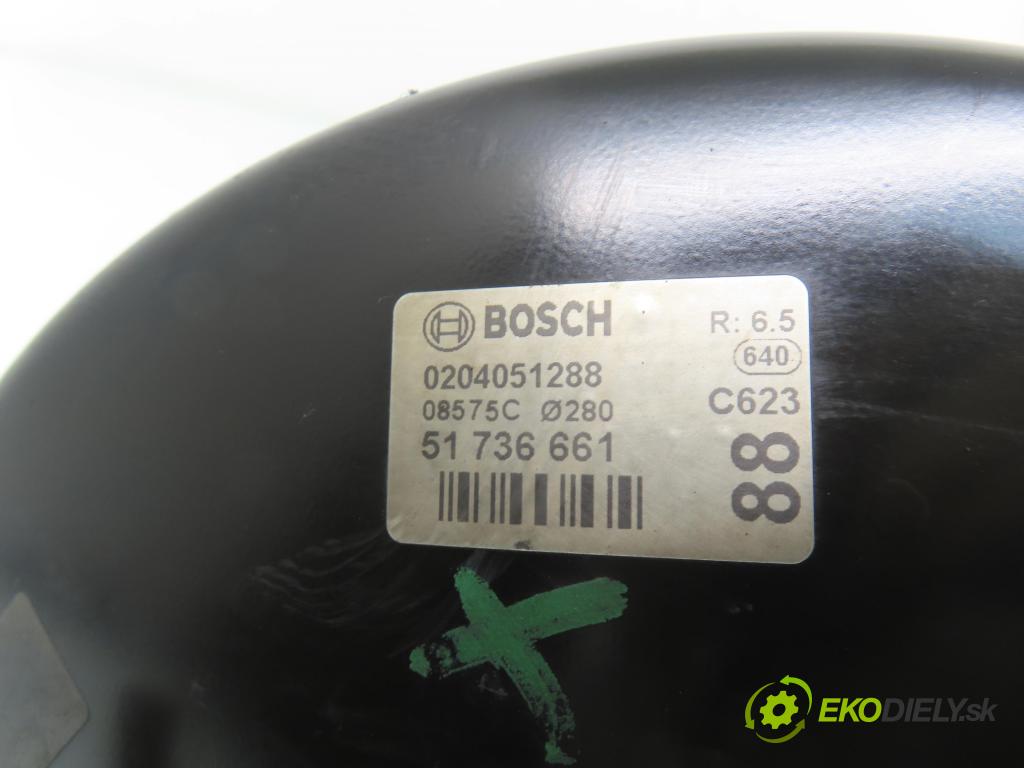 BOSCH
R: 6.5
640
0204051288
C623
08575C Ø280
51 736 661
88
EKODIELY.sk